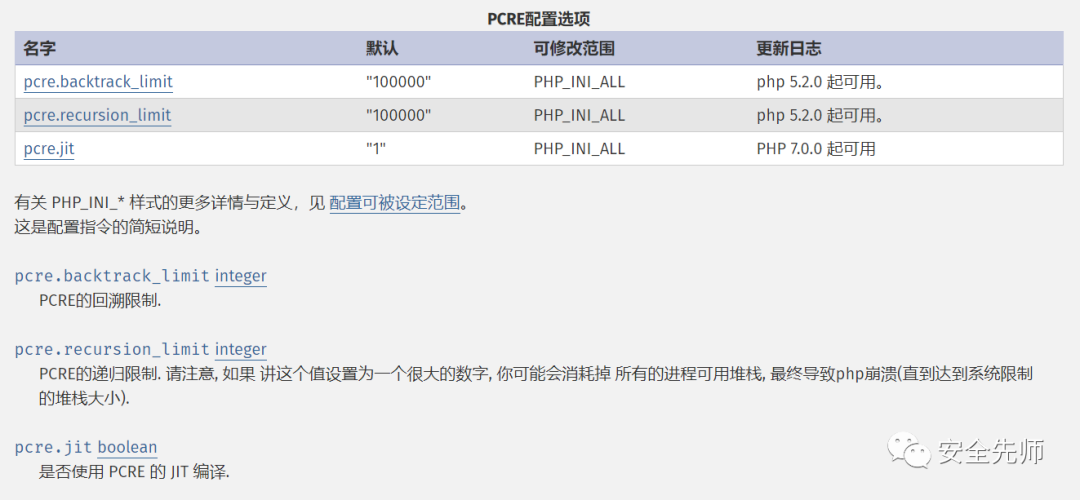 PCRE配置选项
名字 默认 可修改范围 更新日志
pcre.backtrack_limit "100000" PHP_INI_ALL php 5.2.0 起可用。
pcre.recursion_limit "100000" PHP_INI_ALL php 5.2.0 起可用。
pcre.jit "1" PHP_INI_ALL PHP 7.0.0 起可用
有关 PHP_INI_* 样式的更多详情与定义，见 配置可被设定范围。
这是配置指令的简短说明。
pcre.backtrack_limit integer
PCRE的回溯限制.
pcre.recursion_limit integer
PCRE的递归限制. 请注意, 如果 讲这个值设置为一个很大的数字, 你可能会消耗掉 所有的进程可用堆栈, 最终导致php崩溃(直到达到系统限制
的堆栈大小).
pcre.jit boolean
是否使用 PCRE 的 JIT 编译.
安全先师